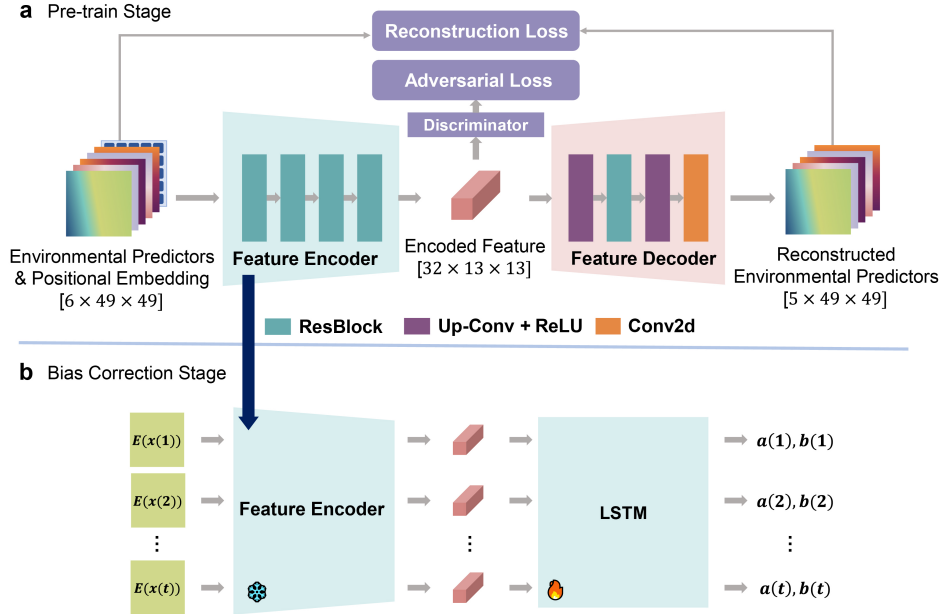 a Pre-train Stage
Reconstruction Loss
Adversarial Loss
Discriminator
Environmental Predictors
& Positional Embedding
[6 × 49 × 49]
Feature Encoder
Encoded Feature
[32 × 13 × 13]
Feature Decoder
Reconstructed
Environmental Predictors
[5 × 49 × 49]
ResBlock
Up-Conv + ReLU
Conv2d
b Bias Correction Stage
E(x(1))
a(1), b(1)
E(x(2))
Feature Encoder
LSTM
a(2), b(2)
⋮ ⋮ ⋮
E(x(t))
a(t), b(t)